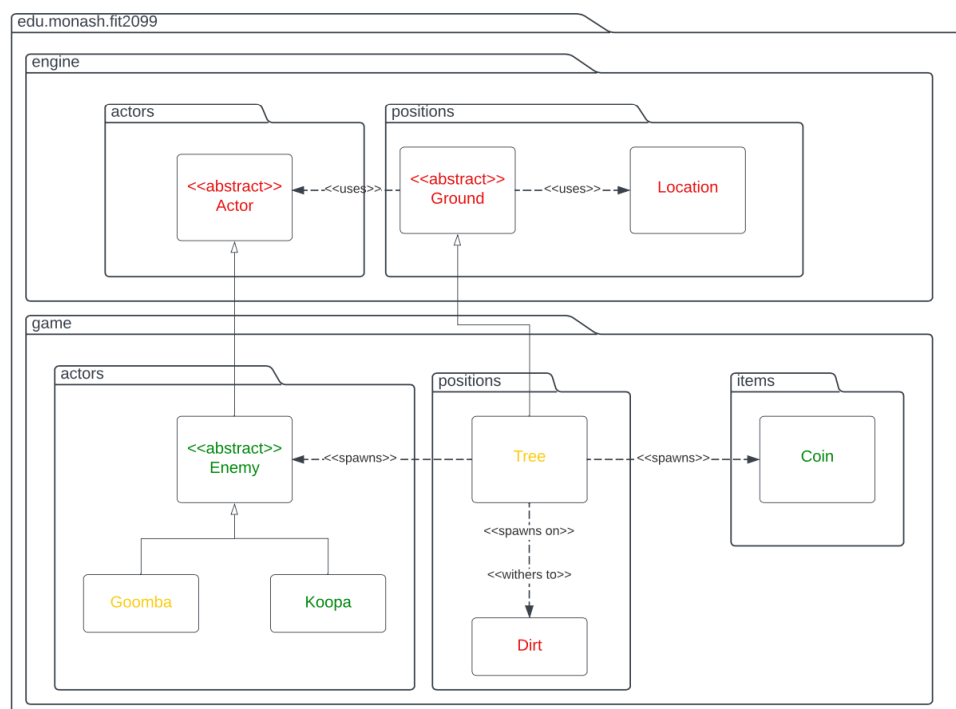 edu.monash.fit2099
engine
actors
positions
<<abstract>>
Actor
<<uses>>
<<abstract>>
Ground
<<uses>>
Location
game
actors
positions
items
<<abstract>>
Enemy
<<spawns>>
Tree
<<spawns>>
Coin
<<spawns on>>
<<withers to>>
Goomba
Koopa
Dirt